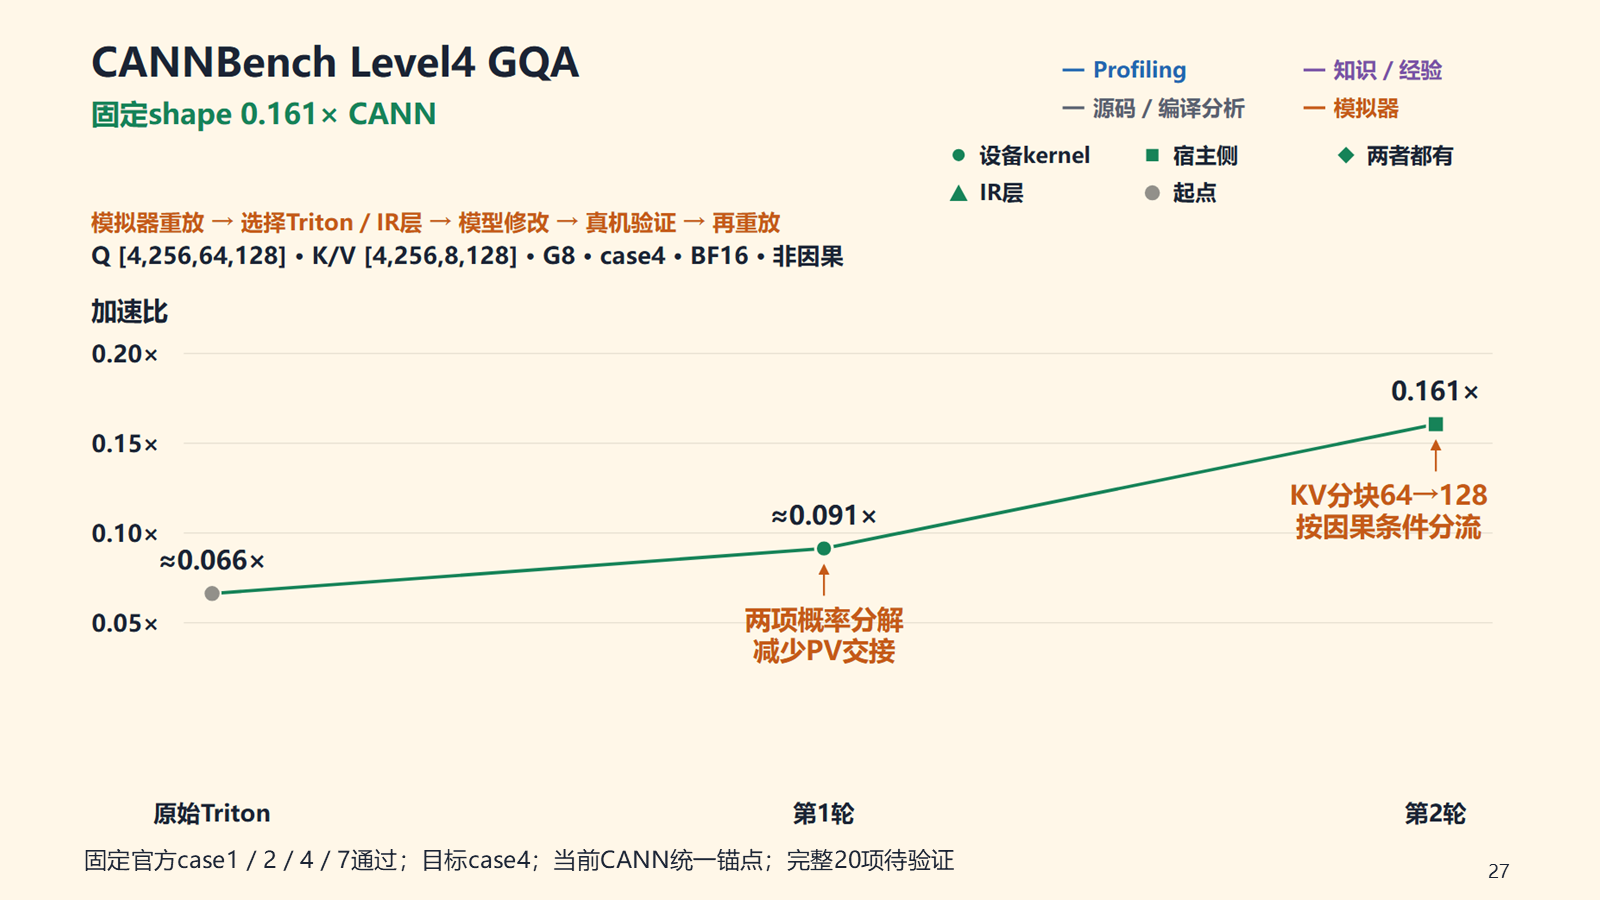 CANNBench Level4 GQA
固定shape 0.161× CANN
Profiling
知识 / 经验
源码 / 编译分析
模拟器
设备kernel
宿主侧
两者都有
IR层
起点
模拟器重放 → 选择Triton / IR层 → 模型修改 → 真机验证 → 再重放
Q [4,256,64,128] • K/V [4,256,8,128] • G8 • case4 • BF16 • 非因果
加速比
0.20×
0.161×
0.15×
KV分块64→128
按因果条件分流
≈0.091×
0.10×
≈0.066×
0.05×
两项概率分解
减少PV交接
原始Triton
第1轮
第2轮
固定官方case1 / 2 / 4 / 7通过；目标case4；当前CANN统一锚点；完整20项待验证
27